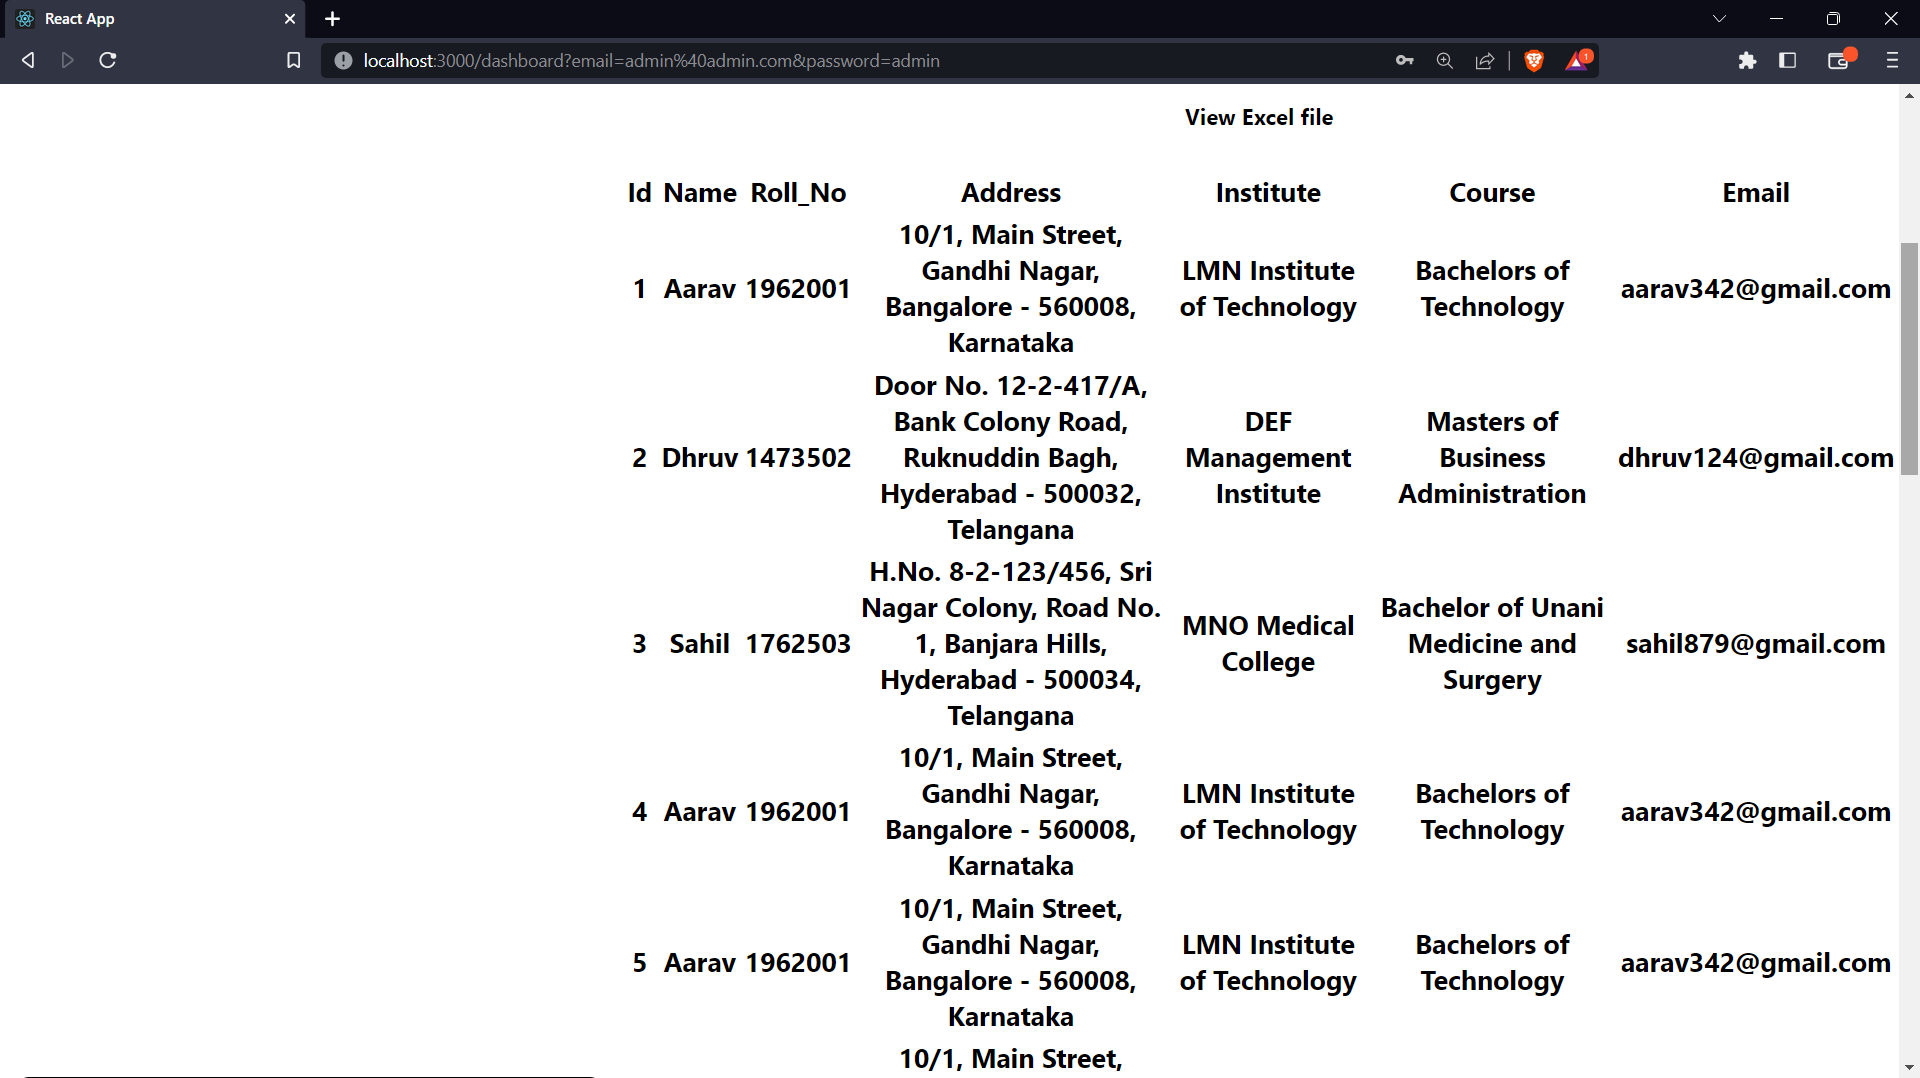 React App
localhost:3000/dashboard?email=admin%40admin.com&password=admin
1
View Excel file
Id Name Roll_No Address Institute Course Email
10/1, Main Street,
Gandhi Nagar,
Bangalore - 560008,
Karnataka
1 Aarav 1962001
LMN Institute
of Technology
Bachelors of
Technology
aarav342@gmail.com
Door No. 12-2-417/A,
Bank Colony Road,
Ruknuddin Bagh,
Hyderabad - 500032,
Telangana
2 Dhruv 1473502
DEF
Management
Institute
Masters of
Business
Administration
dhruv124@gmail.com
H.No. 8-2-123/456, Sri
Nagar Colony, Road No.
1, Banjara Hills,
Hyderabad - 500034,
Telangana
3 Sahil 1762503
MNO Medical
College
Bachelor of Unani
Medicine and
Surgery
sahil879@gmail.com
10/1, Main Street,
Gandhi Nagar,
Bangalore - 560008,
Karnataka
4 Aarav 1962001
LMN Institute
of Technology
Bachelors of
Technology
aarav342@gmail.com
10/1, Main Street,
Gandhi Nagar,
Bangalore - 560008,
Karnataka
5 Aarav 1962001
LMN Institute
of Technology
Bachelors of
Technology
aarav342@gmail.com
10/1, Main Street,